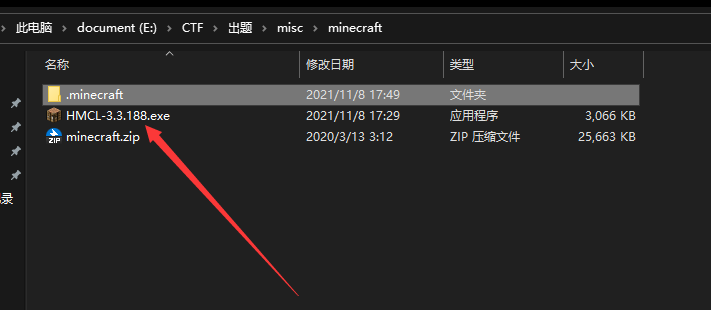 此电脑 > document (E:) > CTF > 出题 > misc > minecraft
名称 修改日期 类型 大小
.minecraft 2021/11/8 17:49 文件夹
HMCL-3.3.188.exe 2021/11/8 17:29 应用程序 3,066 KB
minecraft.zip 2020/3/13 3:12 ZIP 压缩文件 25,663 KB
录